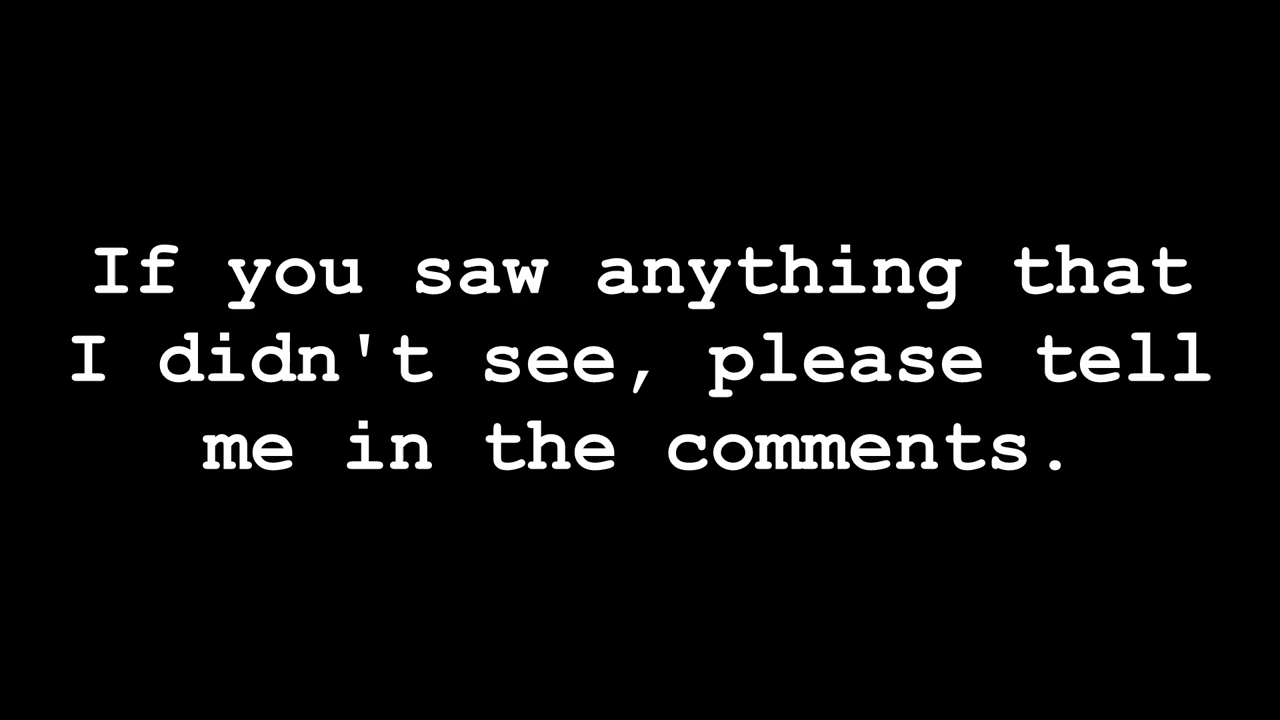 If you saw anything that
I didn't see, please tell
me in the comments.